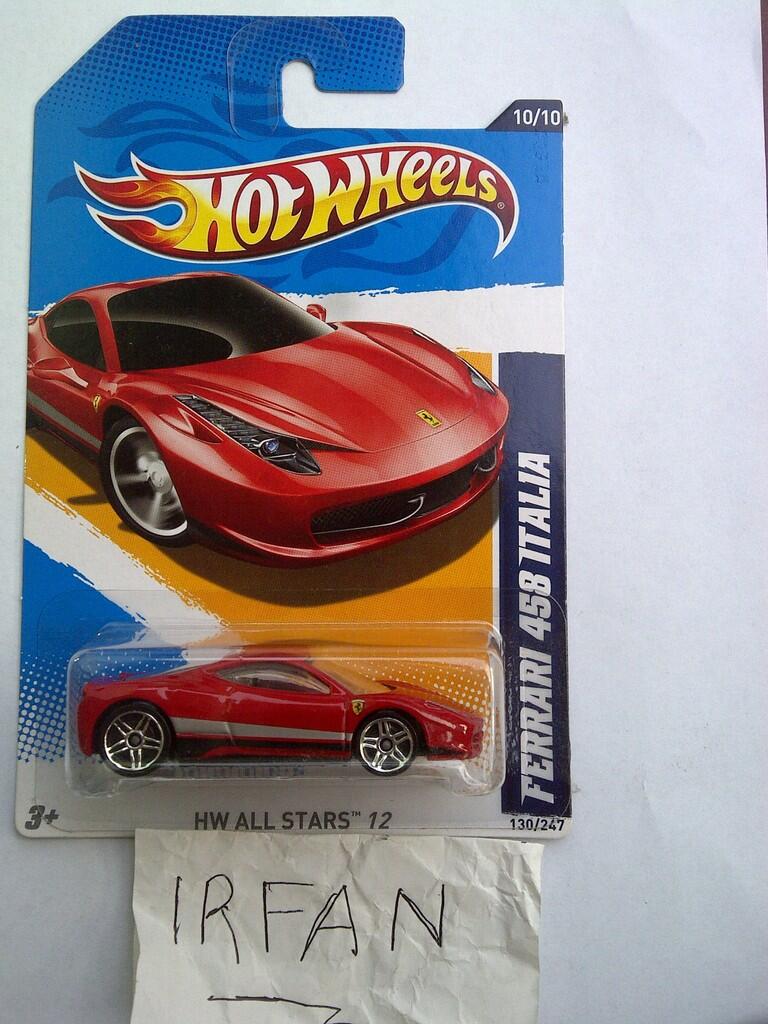 10/10
HOT WHEELS®
FERRARI 458 ITALIA
3+
HW ALL STARS™ 12
130/247
IRFAN